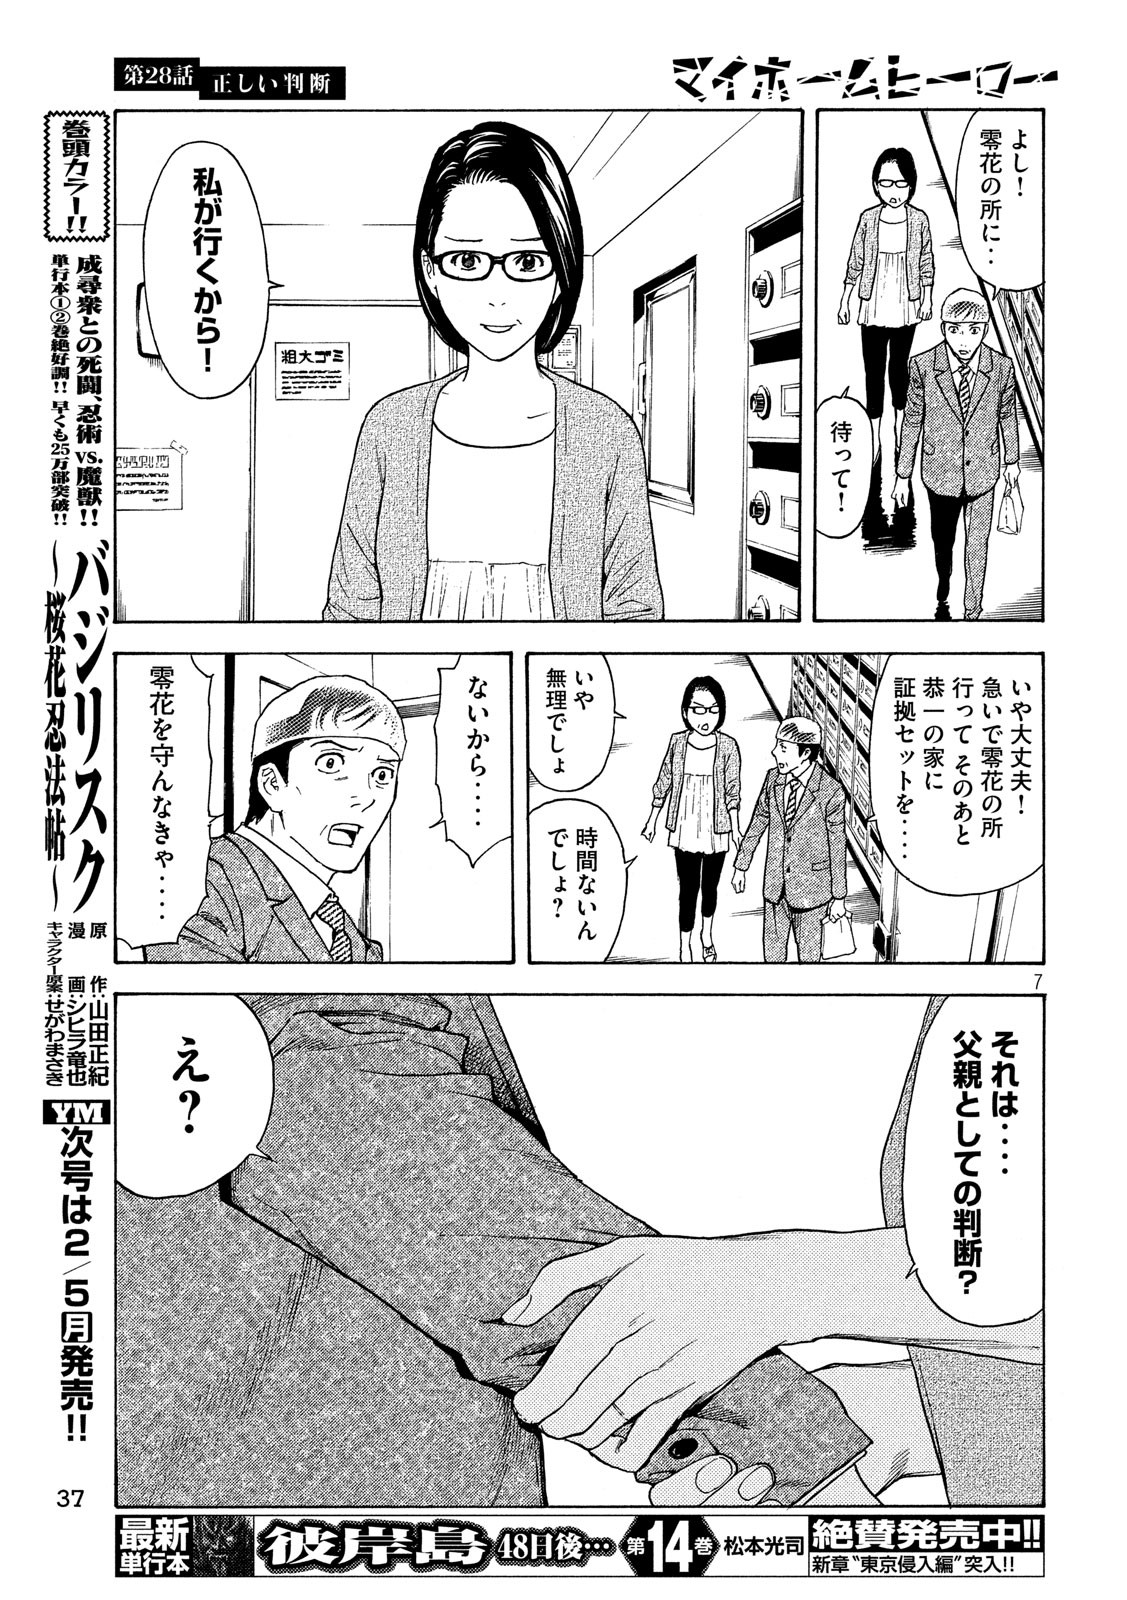 第28話
正しい判断
マイホームヒーロー
よし！
零花の所に‥
待って！
私が行くから！
粗大ゴミ
いや大丈夫！
急いで零花の所
行って そのあと
恭一の家に
証拠セットを‥‥
いや
無理でしょ
時間ないん
でしょ？
ないから‥‥
零花を守んなきゃ‥‥
7
それは‥‥
父親としての判断？
え？
巻頭カラー!!
成尋衆との死闘、忍術vs.魔獣!!
単行本①②巻絶好調!! 早くも25万部突破!!
バジリスク
～桜花忍法帖～
原作:山田正紀
漫画:シヒラ竜也
キャラクター原案:せがわまさき
YM
次号は2／5月発売!!
37
最新
単行本
彼岸島
48日後…
第14巻
松本光司
絶賛発売中!!
新章“東京侵入編”突入!!